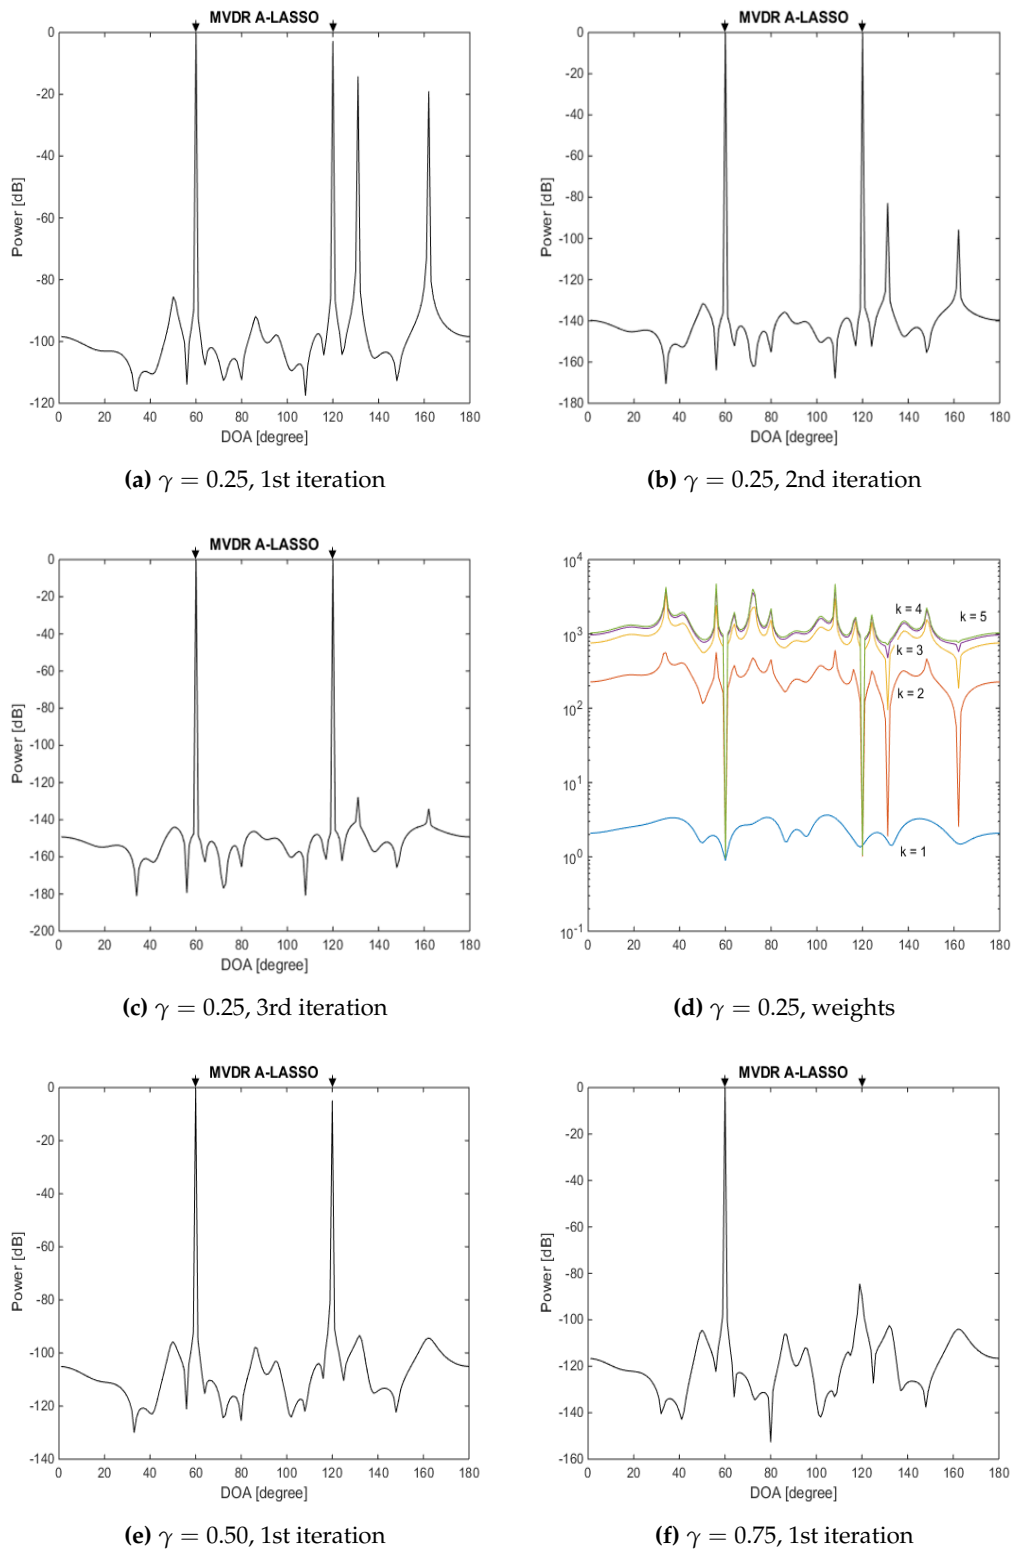 MVDR A-LASSO
MVDR A-LASSO
0
-20
-40
-60
-80
-100
-120
Power [dB]
0 20 40 60 80 100 120 140 160 180
DOA [degree]
0
-20
-40
-60
-80
-100
-120
-140
-160
-180
Power [dB]
0 20 40 60 80 100 120 140 160 180
DOA [degree]
(a) γ = 0.25, 1st iteration
(b) γ = 0.25, 2nd iteration
MVDR A-LASSO
0
-20
-40
-60
-80
-100
-120
-140
-160
-180
-200
Power [dB]
0 20 40 60 80 100 120 140 160 180
DOA [degree]
10^4
10^3
10^2
10^1
10^0
10^-1
k = 4
k = 5
k = 3
k = 2
k = 1
0 20 40 60 80 100 120 140 160 180
(c) γ = 0.25, 3rd iteration
(d) γ = 0.25, weights
MVDR A-LASSO
MVDR A-LASSO
0
-20
-40
-60
-80
-100
-120
-140
Power [dB]
0 20 40 60 80 100 120 140 160 180
DOA [degree]
0
-20
-40
-60
-80
-100
-120
-140
-160
Power [dB]
0 20 40 60 80 100 120 140 160 180
DOA [degree]
(e) γ = 0.50, 1st iteration
(f) γ = 0.75, 1st iteration